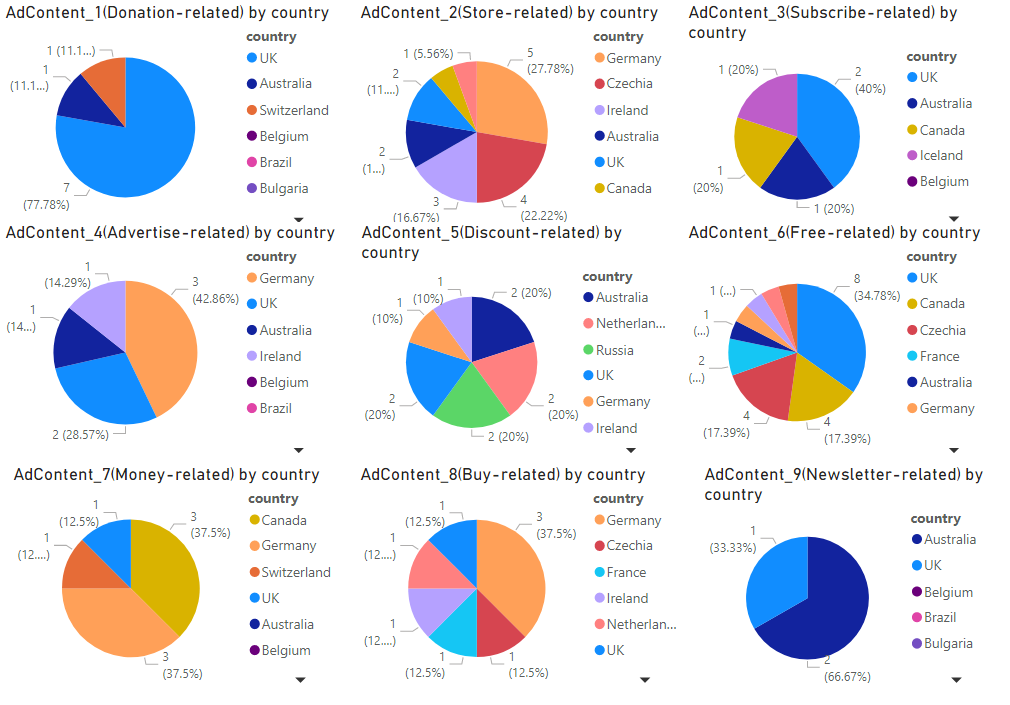 AdContent_1(Donation-related) by country
country
UK
Australia
Switzerland
Belgium
Brazil
Bulgaria
1 (11.1...)
1
(11.1...)
7
(77.78%)
AdContent_2(Store-related) by country
country
Germany
Czechia
Ireland
Australia
UK
Canada
1 (5.56%)
5
(27.78%)
2
(11....)
2
(1...)
3
(16.67%)
4
(22.22%)
AdContent_3(Subscribe-related) by
country
country
UK
Australia
Canada
Iceland
Belgium
1 (20%)
2
(40%)
1
(20%)
1 (20%)
AdContent_4(Advertise-related) by country
country
Germany
UK
Australia
Ireland
Belgium
Brazil
1
(14.29%)
3
(42.86%)
1
(14...)
2 (28.57%)
AdContent_5(Discount-related) by
country
country
Australia
Netherlan...
Russia
UK
Germany
Ireland
1
(10%)
2 (20%)
1
(10%)
2
(20%)
2
(20%)
2 (20%)
AdContent_6(Free-related) by country
country
UK
Canada
Czechia
France
Australia
Germany
1 (...)
8
(34.78%)
1
(...)
2
(...)
4
(17.39%)
4
(17.39%)
AdContent_7(Money-related) by country
country
Canada
Germany
Switzerland
UK
Australia
Belgium
1
(12.5%)
3
(37.5%)
1
(12....)
3
(37.5%)
AdContent_8(Buy-related) by country
country
Germany
Czechia
France
Ireland
Netherlan...
UK
1
(12.5%)
3
(37.5%)
1
(12....)
1
(12....)
1
(12.5%)
1
(12.5%)
AdContent_9(Newsletter-related) by
country
country
Australia
UK
Belgium
Brazil
Bulgaria
1
(33.33%)
2
(66.67%)